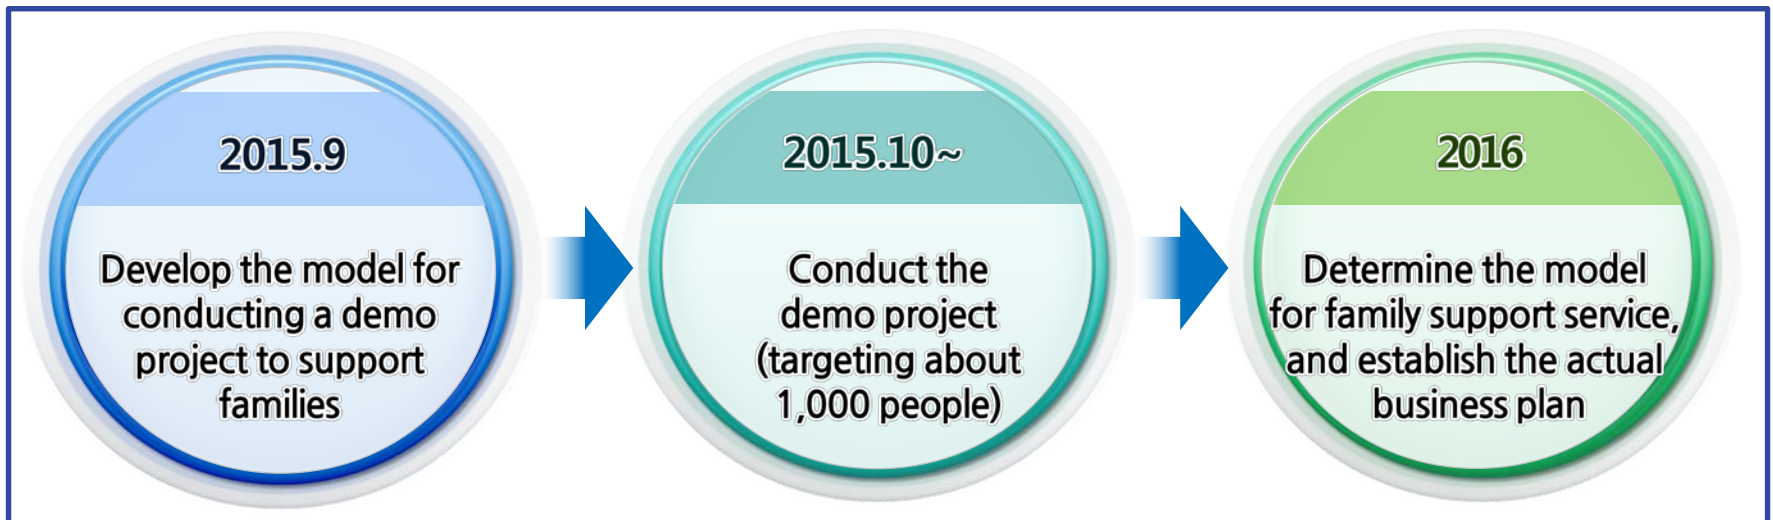 2015.9
Develop the model for
conducting a demo
project to support
families
2015.10~
Conduct the
demo project
(targeting about
1,000 people)
2016
Determine the model
for family support service,
and establish the actual
business plan